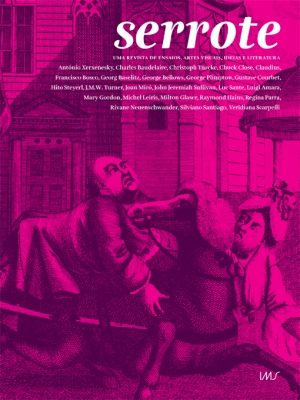 serrote
UMA REVISTA DE ENSAIOS, ARTES VISUAIS, IDEIAS E LITERATURA
Antônio Xerxenesky, Charles Baudelaire, Christoph Türcke, Chuck Close, Claudius,
Francisco Bosco, Georg Baselitz, George Bellows, George Plimpton, Gustave Courbet,
Hito Steyerl, J.M.W. Turner, Joan Miró, John Jeremiah Sullivan, Luc Sante, Luigi Amara,
Mary Gordon, Michel Leiris, Milton Glaser, Raymond Hains, Regina Parra,
Rivane Neuenschwander, Silviano Santiago, Veridiana Scarpelli
IMS